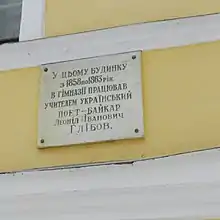 У ЦЬОМУ БУДИНКУ
З 1858 ПО 1863 РІК
В ГІМНАЗІЇ ПРАЦЮВАВ
УЧИТЕЛЕМ УКРАЇНСЬКИЙ
ПОЕТ-БАЙКАР
ЛЕОНІД ІВАНОВИЧ
ГЛІБОВ.